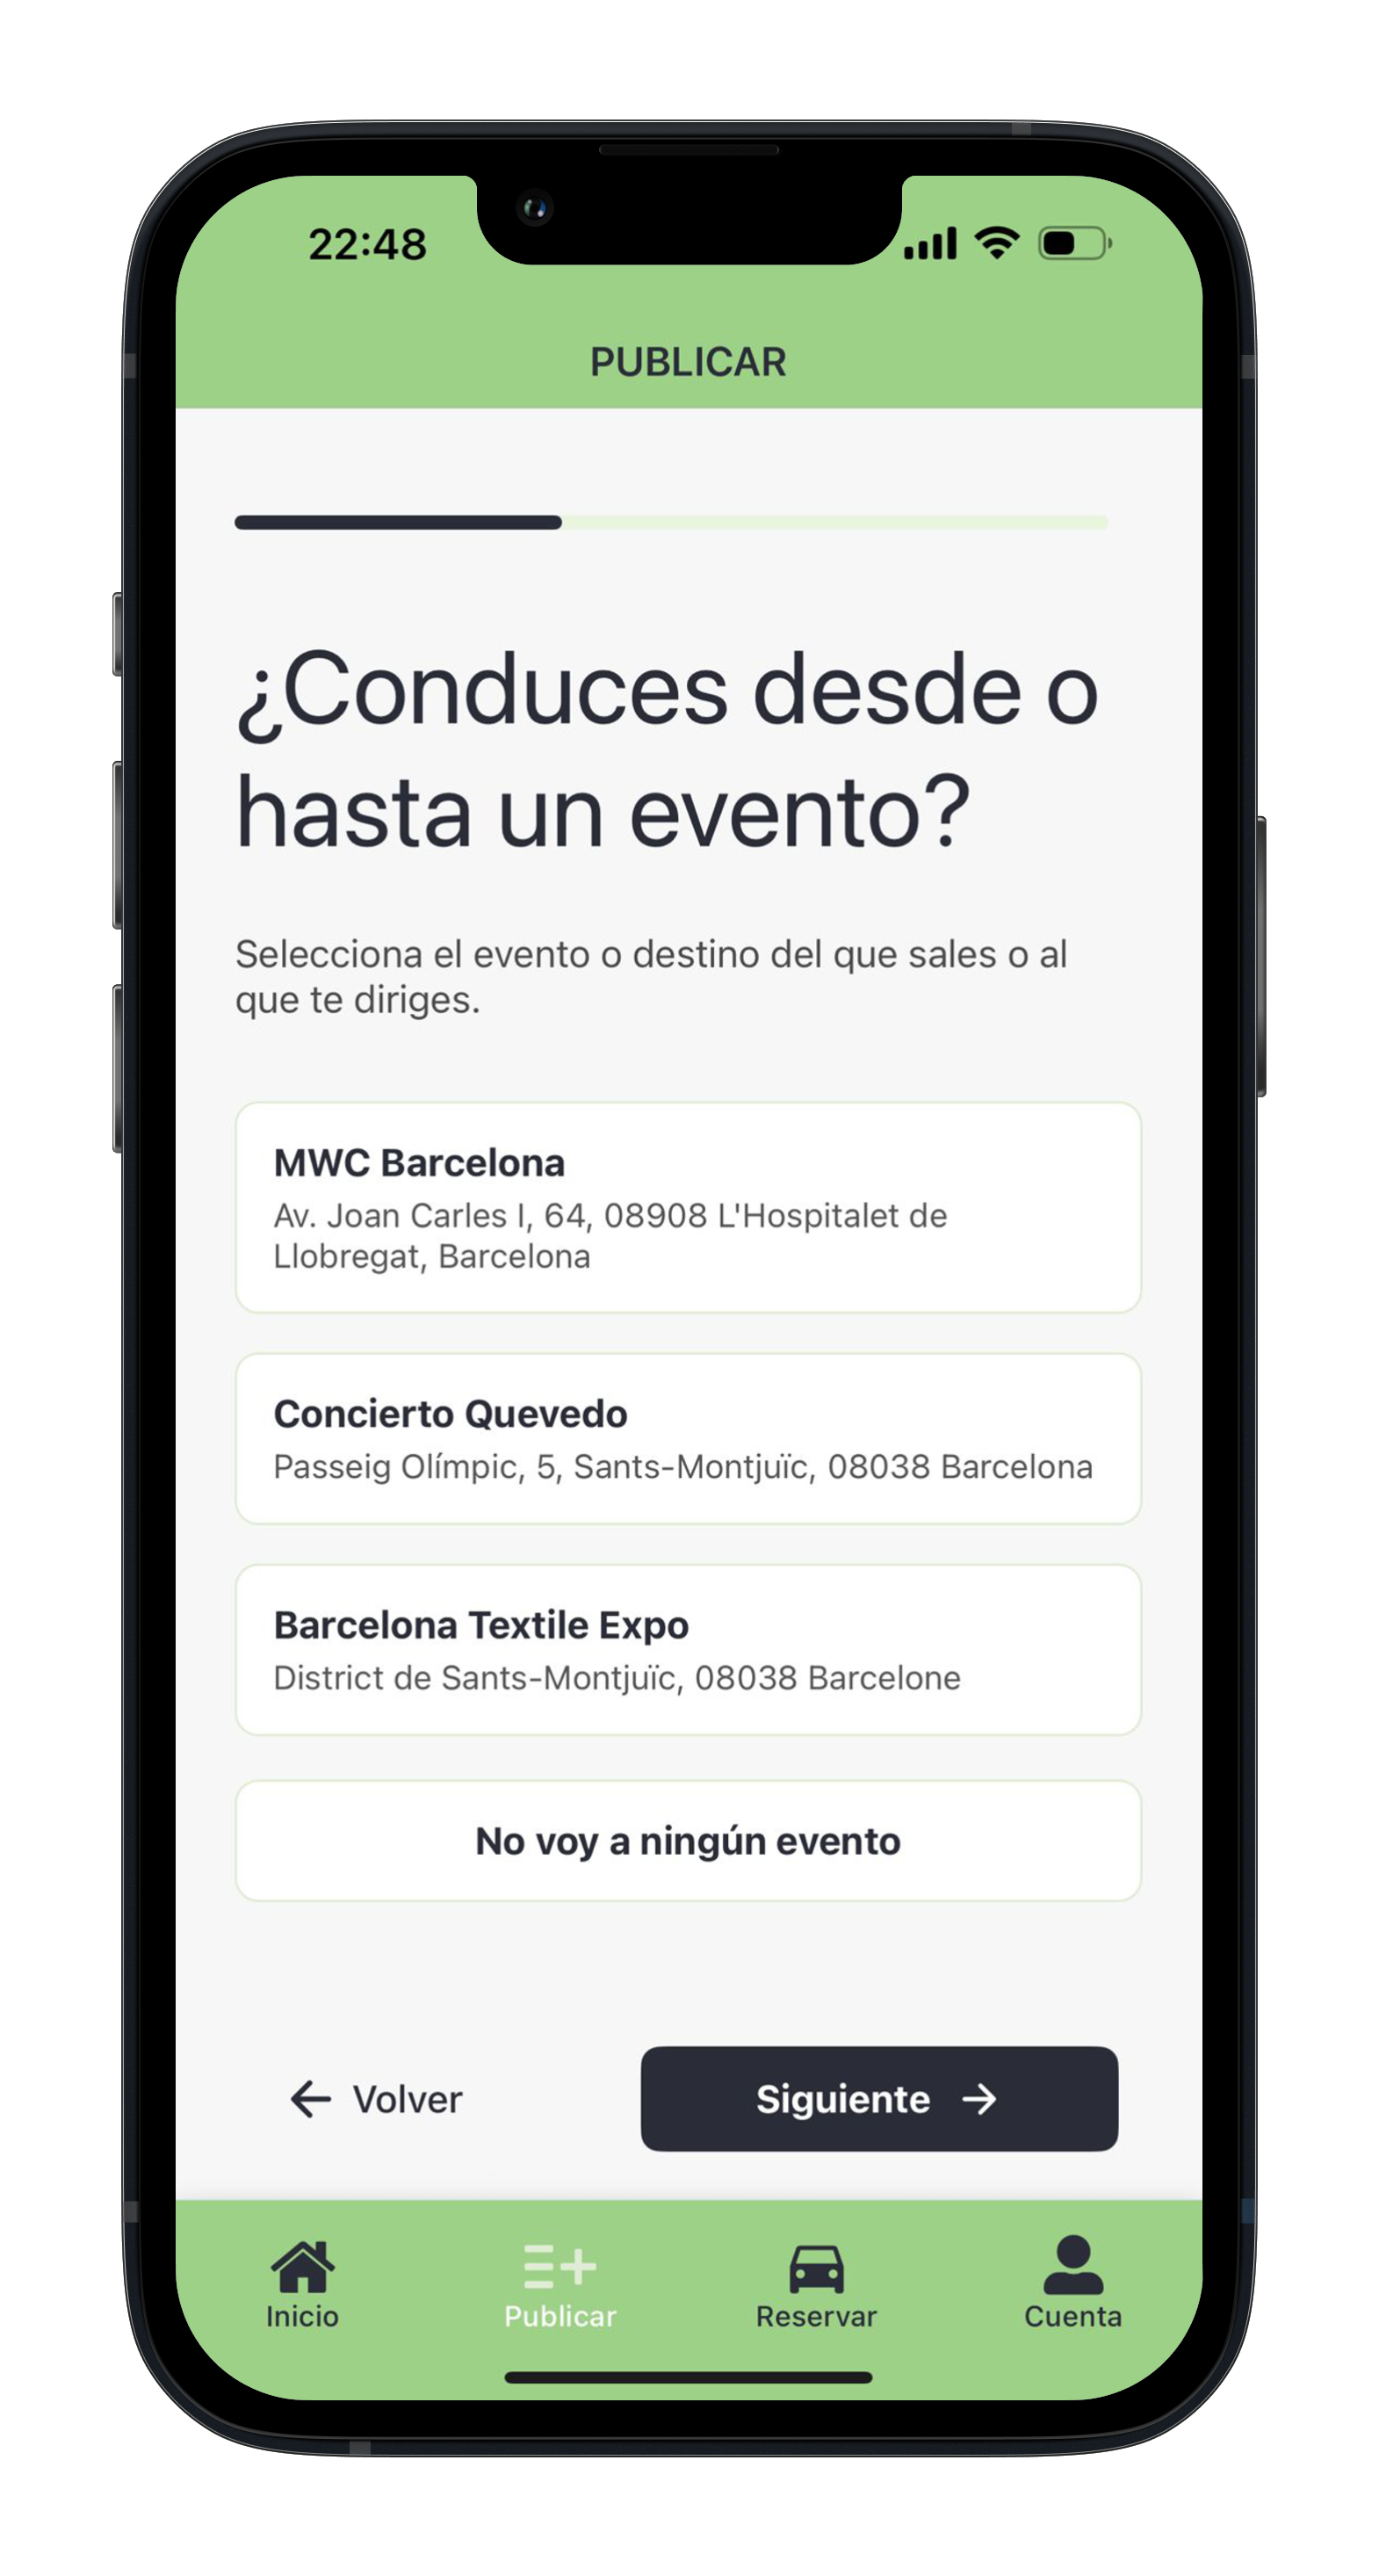 22:48
PUBLICAR
¿Conduces desde o
hasta un evento?
Selecciona el evento o destino del que sales o al
que te diriges.
MWC Barcelona
Av. Joan Carles I, 64, 08908 L'Hospitalet de
Llobregat, Barcelona
Concierto Quevedo
Passeig Olímpic, 5, Sants-Montjuïc, 08038 Barcelona
Barcelona Textile Expo
District de Sants-Montjuïc, 08038 Barcelone
No voy a ningún evento
Volver
Siguiente
Inicio
Publicar
Reservar
Cuenta